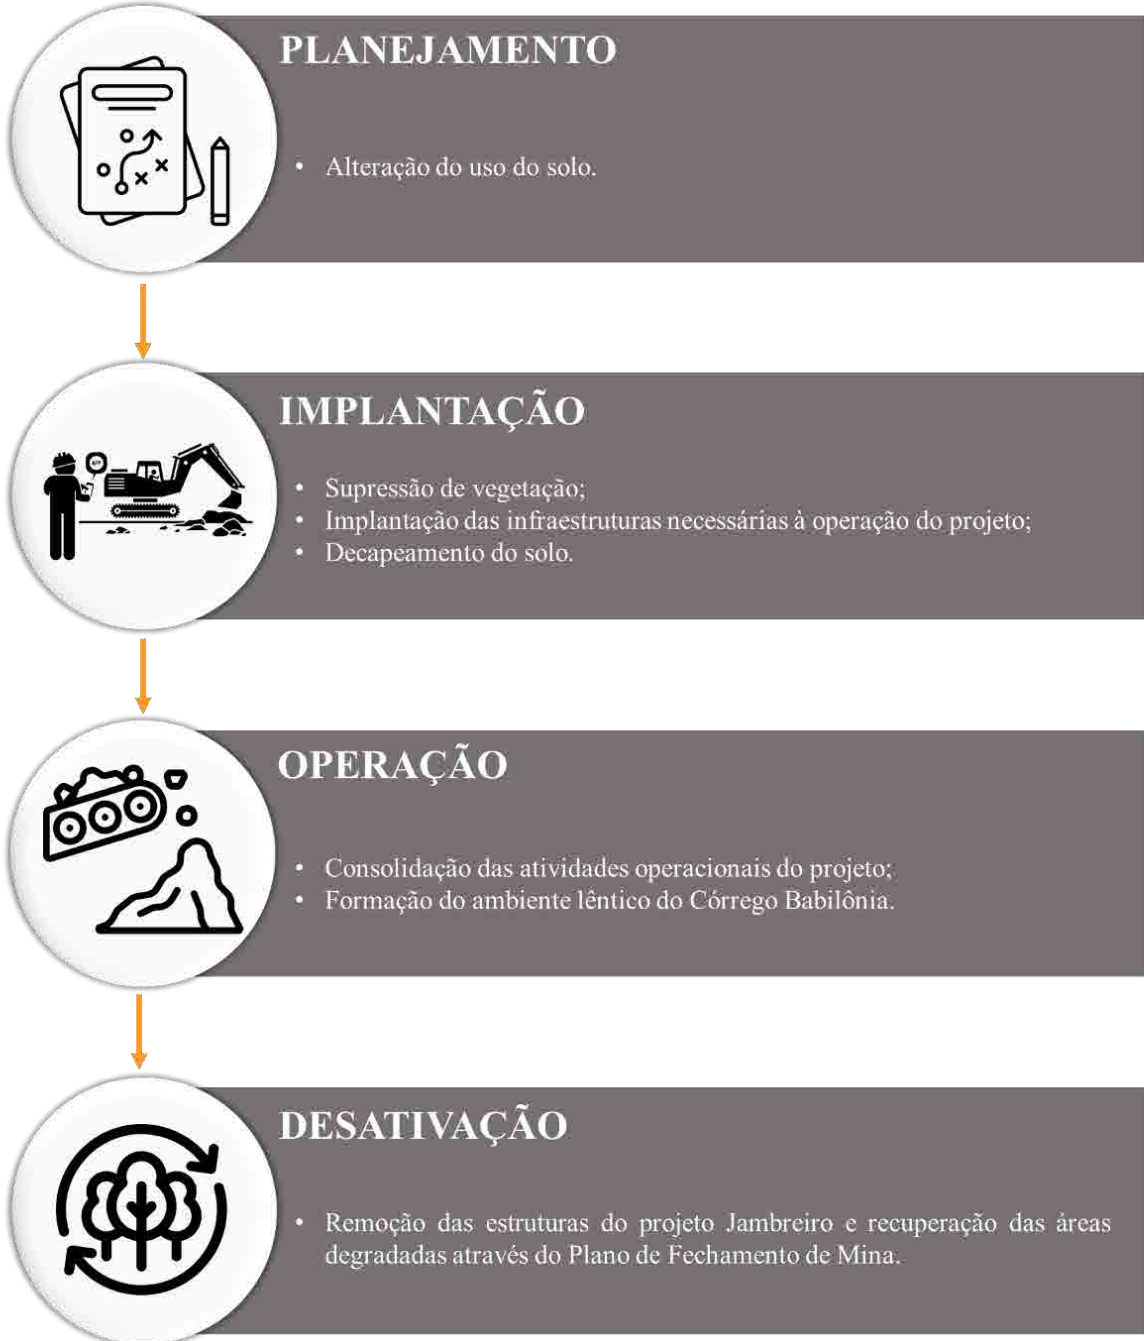 PLANEJAMENTO
• Alteração do uso do solo.
IMPLANTAÇÃO
• Supressão de vegetação;
• Implantação das infraestruturas necessárias à operação do projeto;
• Decapeamento do solo.
OPERAÇÃO
• Consolidação das atividades operacionais do projeto;
• Formação do ambiente lêntico do Córrego Babilônia.
DESATIVAÇÃO
• Remoção das estruturas do projeto Jambreiro e recuperação das áreas
degradadas através do Plano de Fechamento de Mina.